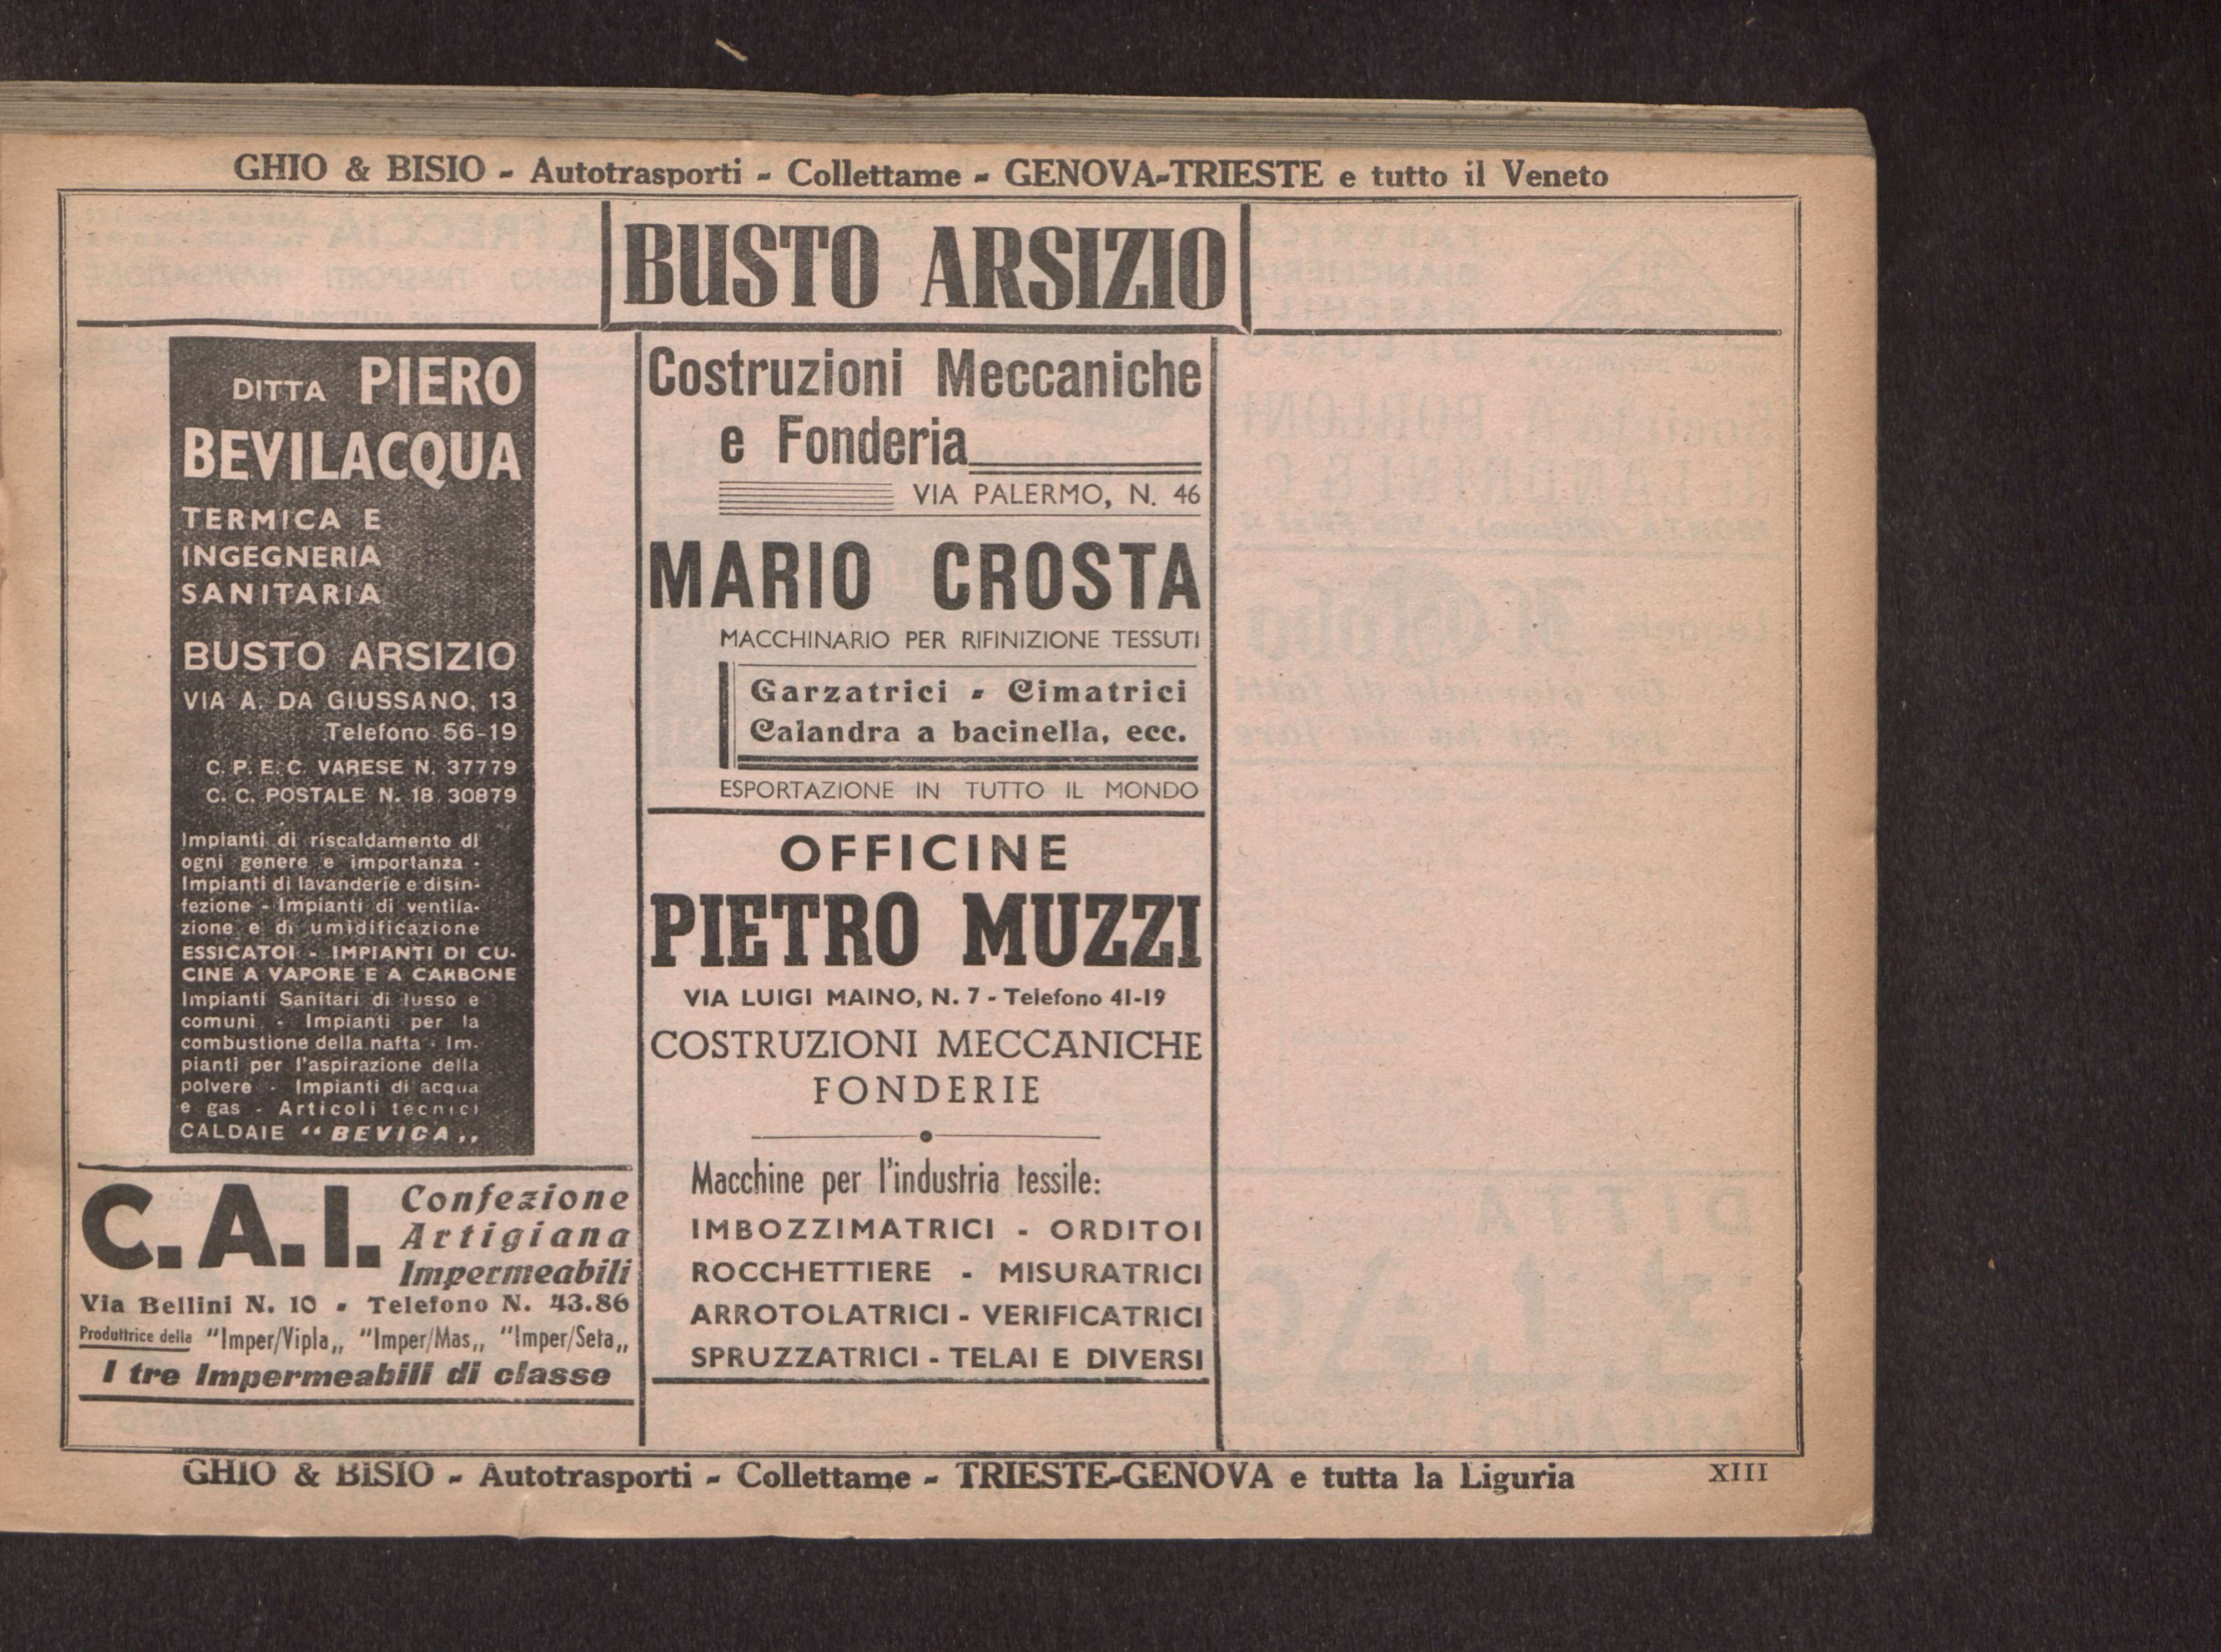 GHIO & BISIO - Autotrasporti - Collettame - GENOVA-TRIESTE e tutto il Veneto
BUSTO ARSIZIO
DITTA PIERO
BEVILACQUA
TERMICA E
INGEGNERIA
SANITARIA
BUSTO ARSIZIO
VIA A. DA GIUSSANO, 13
Telefono 56-19
C. P. E. C. VARESE N. 37779
C. C. POSTALE N. 18 30879
Impianti di riscaldamento di
ogni genere e importanza -
Impianti di lavanderie e disin-
fezione - Impianti di ventila-
zione e di umidificazione
ESSICATOI - IMPIANTI DI CU-
CINE A VAPORE E A CARBONE
Impianti Sanitari di lusso e
comuni - Impianti per la
combustione della nafta - Im-
pianti per l'aspirazione della
polvere - Impianti di acqua
e gas - Articoli tecnici
CALDAIE “BEVICA„
C.A.I. Confezione
Artigiana
Impermeabili
Via Bellini N. 10 - Telefono N. 43.86
Produttrice della “Imper/Vipla„ “Imper/Mas„ “Imper/Seta„
I tre Impermeabili di classe
Costruzioni Meccaniche
e Fonderia
VIA PALERMO, N. 46
MARIO CROSTA
MACCHINARIO PER RIFINIZIONE TESSUTI
Garzatrici - Cimatrici
Calandra a bacinella, ecc.
ESPORTAZIONE IN TUTTO IL MONDO
OFFICINE
PIETRO MUZZI
VIA LUIGI MAINO, N. 7 - Telefono 41-19
COSTRUZIONI MECCANICHE
FONDERIE
Macchine per l'industria tessile:
IMBOZZIMATRICI - ORDITOI
ROCCHETTIERE - MISURATRICI
ARROTOLATRICI - VERIFICATRICI
SPRUZZATRICI - TELAI E DIVERSI
GHIO & BISIO - Autotrasporti - Collettame - TRIESTE-GENOVA e tutta la Liguria
XIII